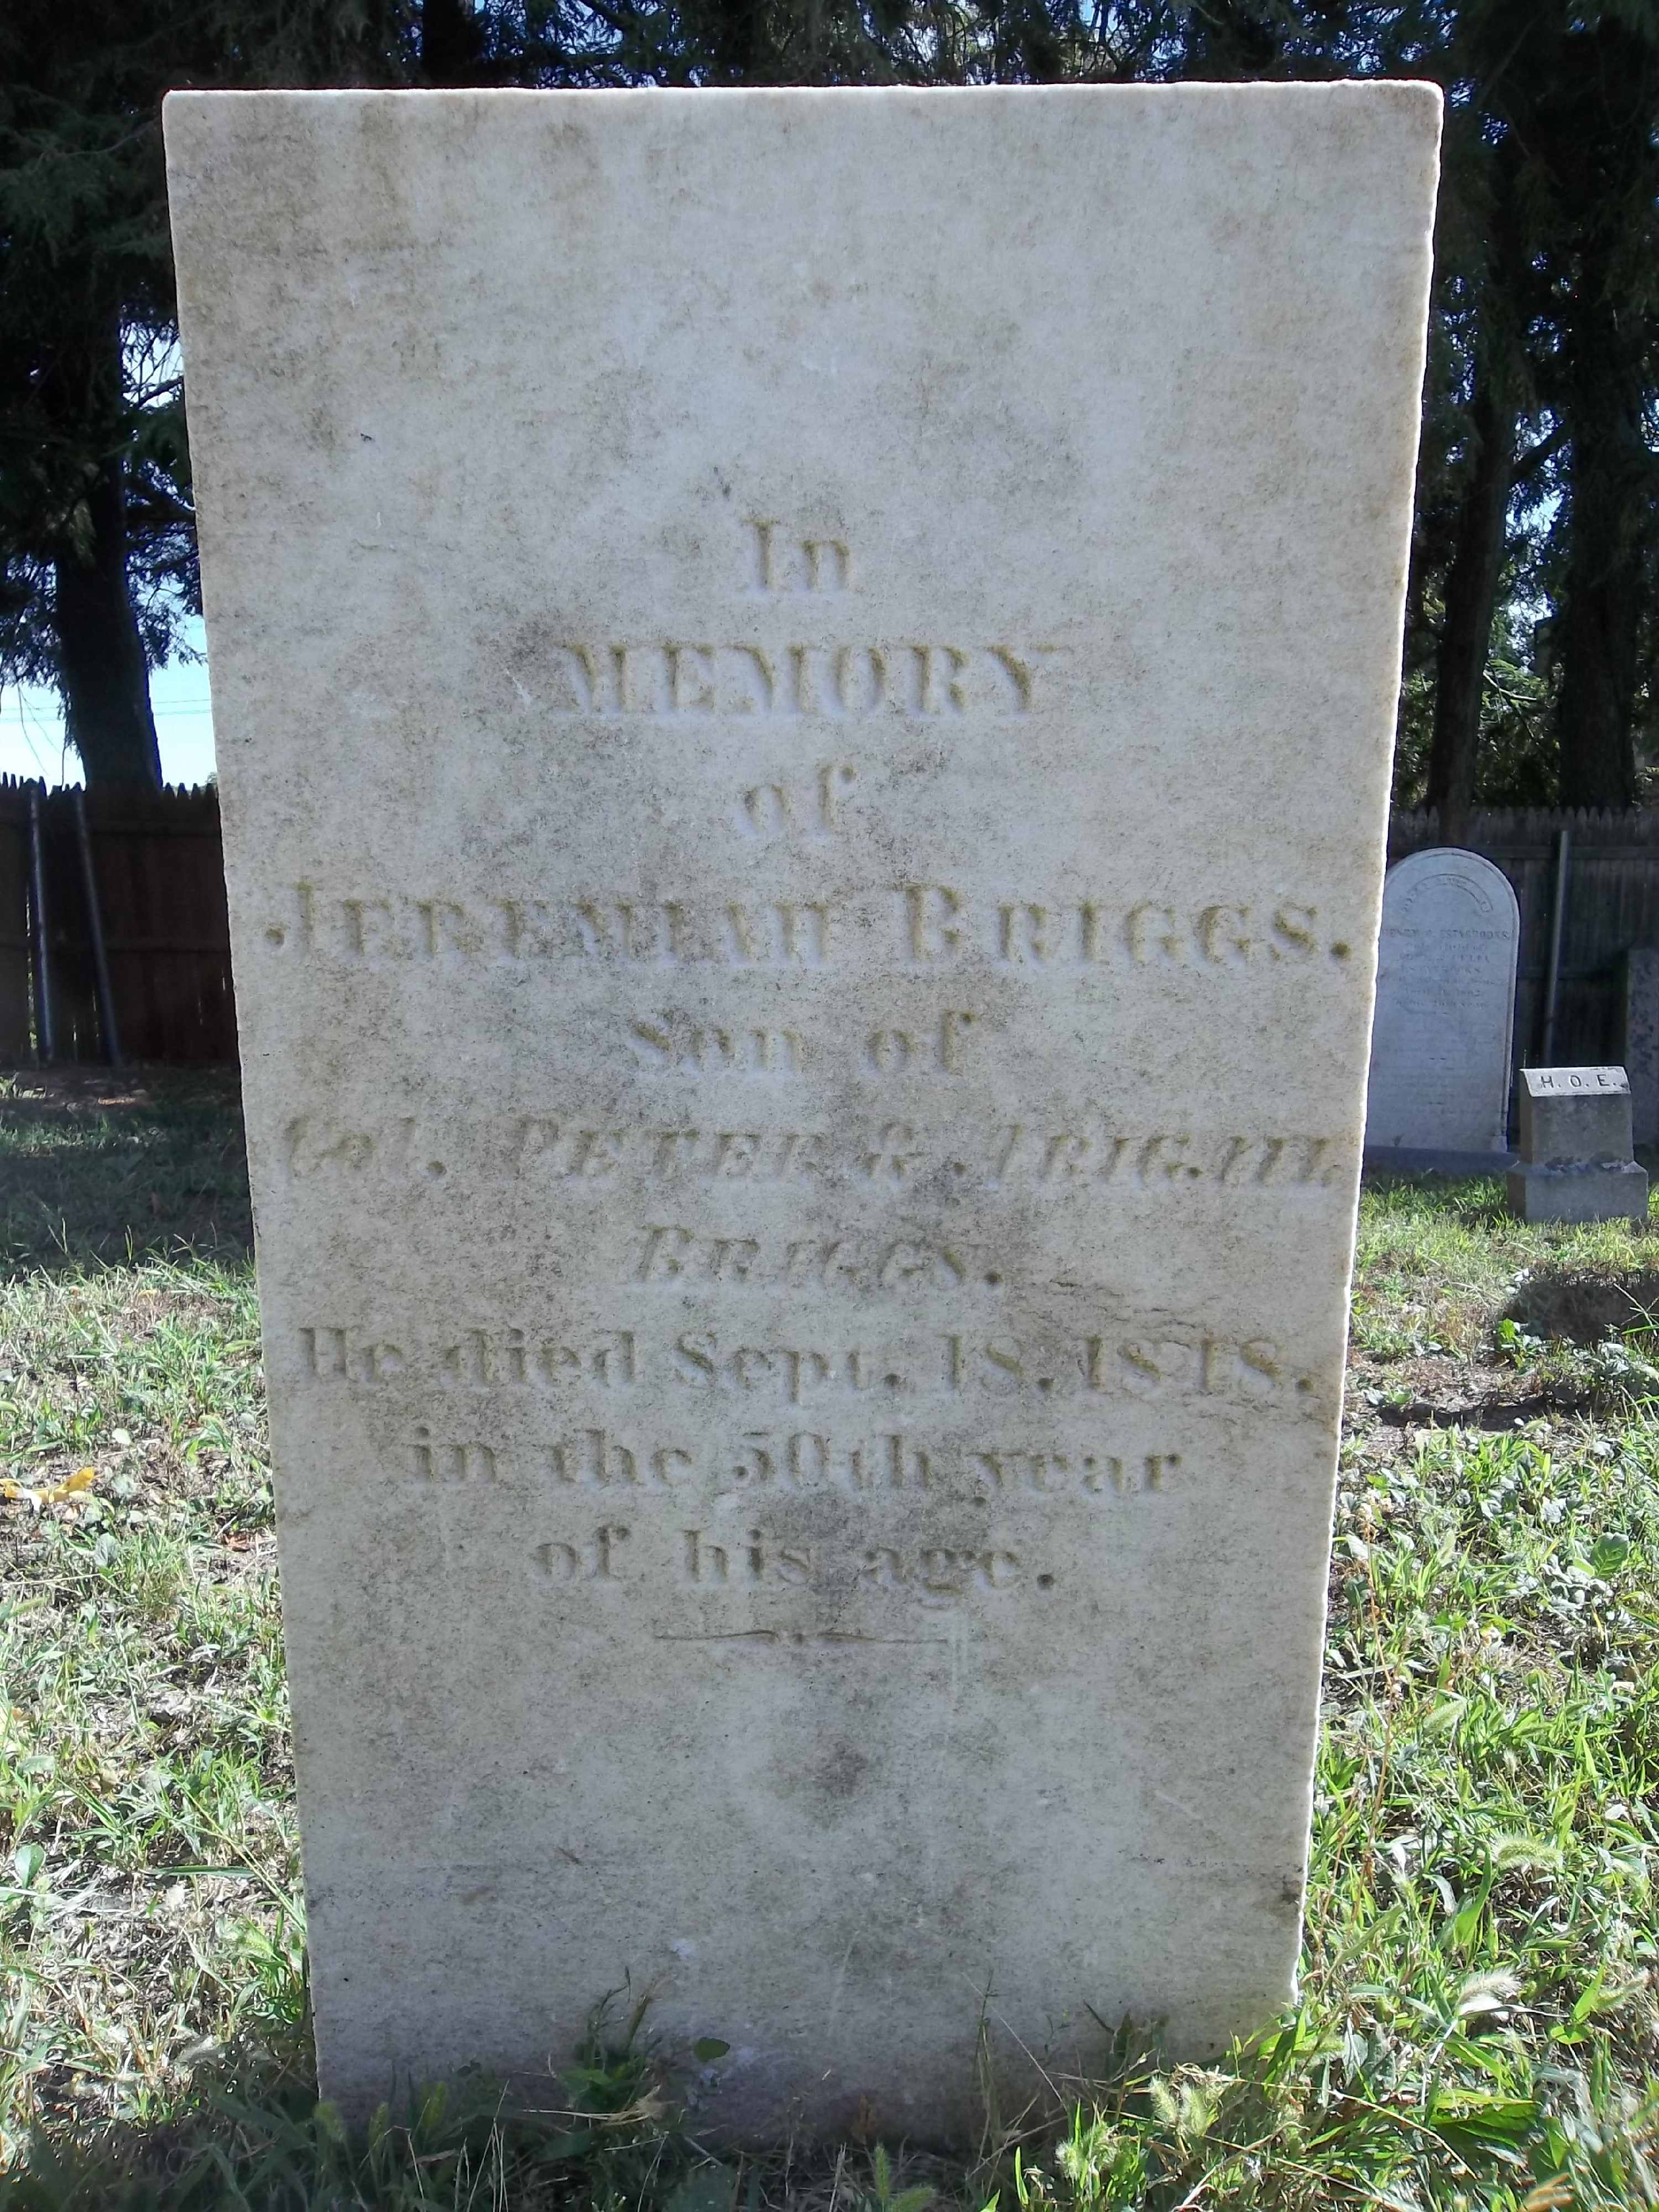 In
MEMORY
of
JEREMIAH BRIGGS.
son of
Col. PETER & ABIGAIL
BRIGGS.
He died Sept. 18, 1848.
in the 50th year
of his age.
H. O. E.